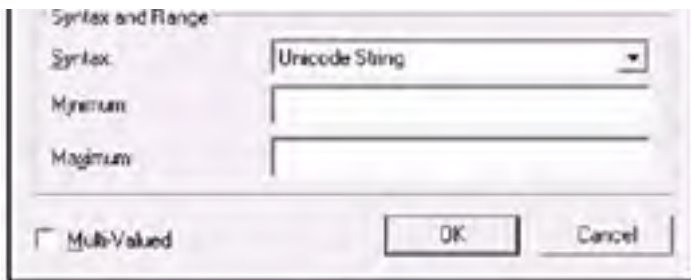 Syntax and Range
Syntax: Unicode String
Minimum:
Maximum:
Multi-Valued OK Cancel